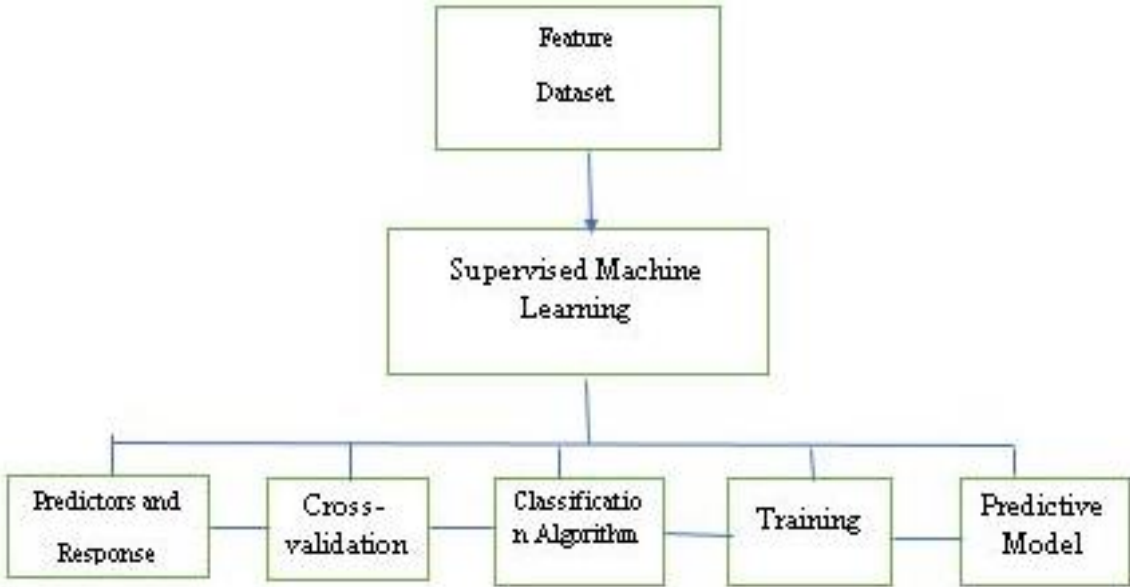 Feature
Dataset
Supervised Machine
Learning
Predictors and
Response
Cross-
validation
Classificatio
n Algorithm
Training
Predictive
Model